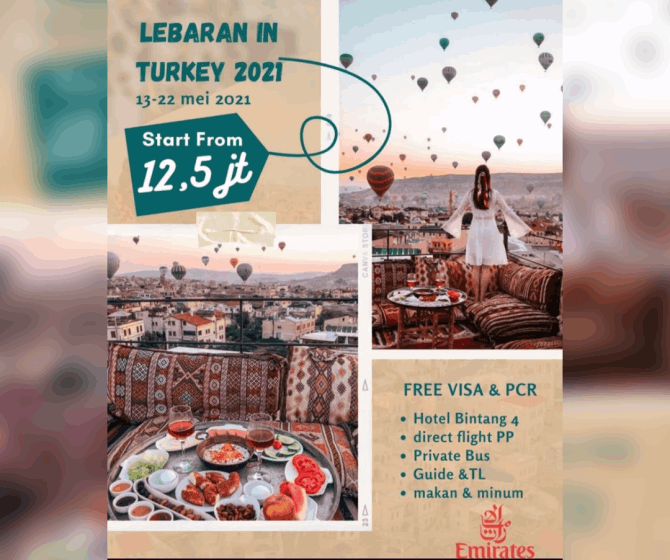 LEBARAN IN
TURKEY 2021
13-22 mei 2021
Start From
12,5 jt
FREE VISA & PCR
• Hotel Bintang 4
• direct flight PP
• Private Bus
• Guide &TL
• makan & minum
Emirates